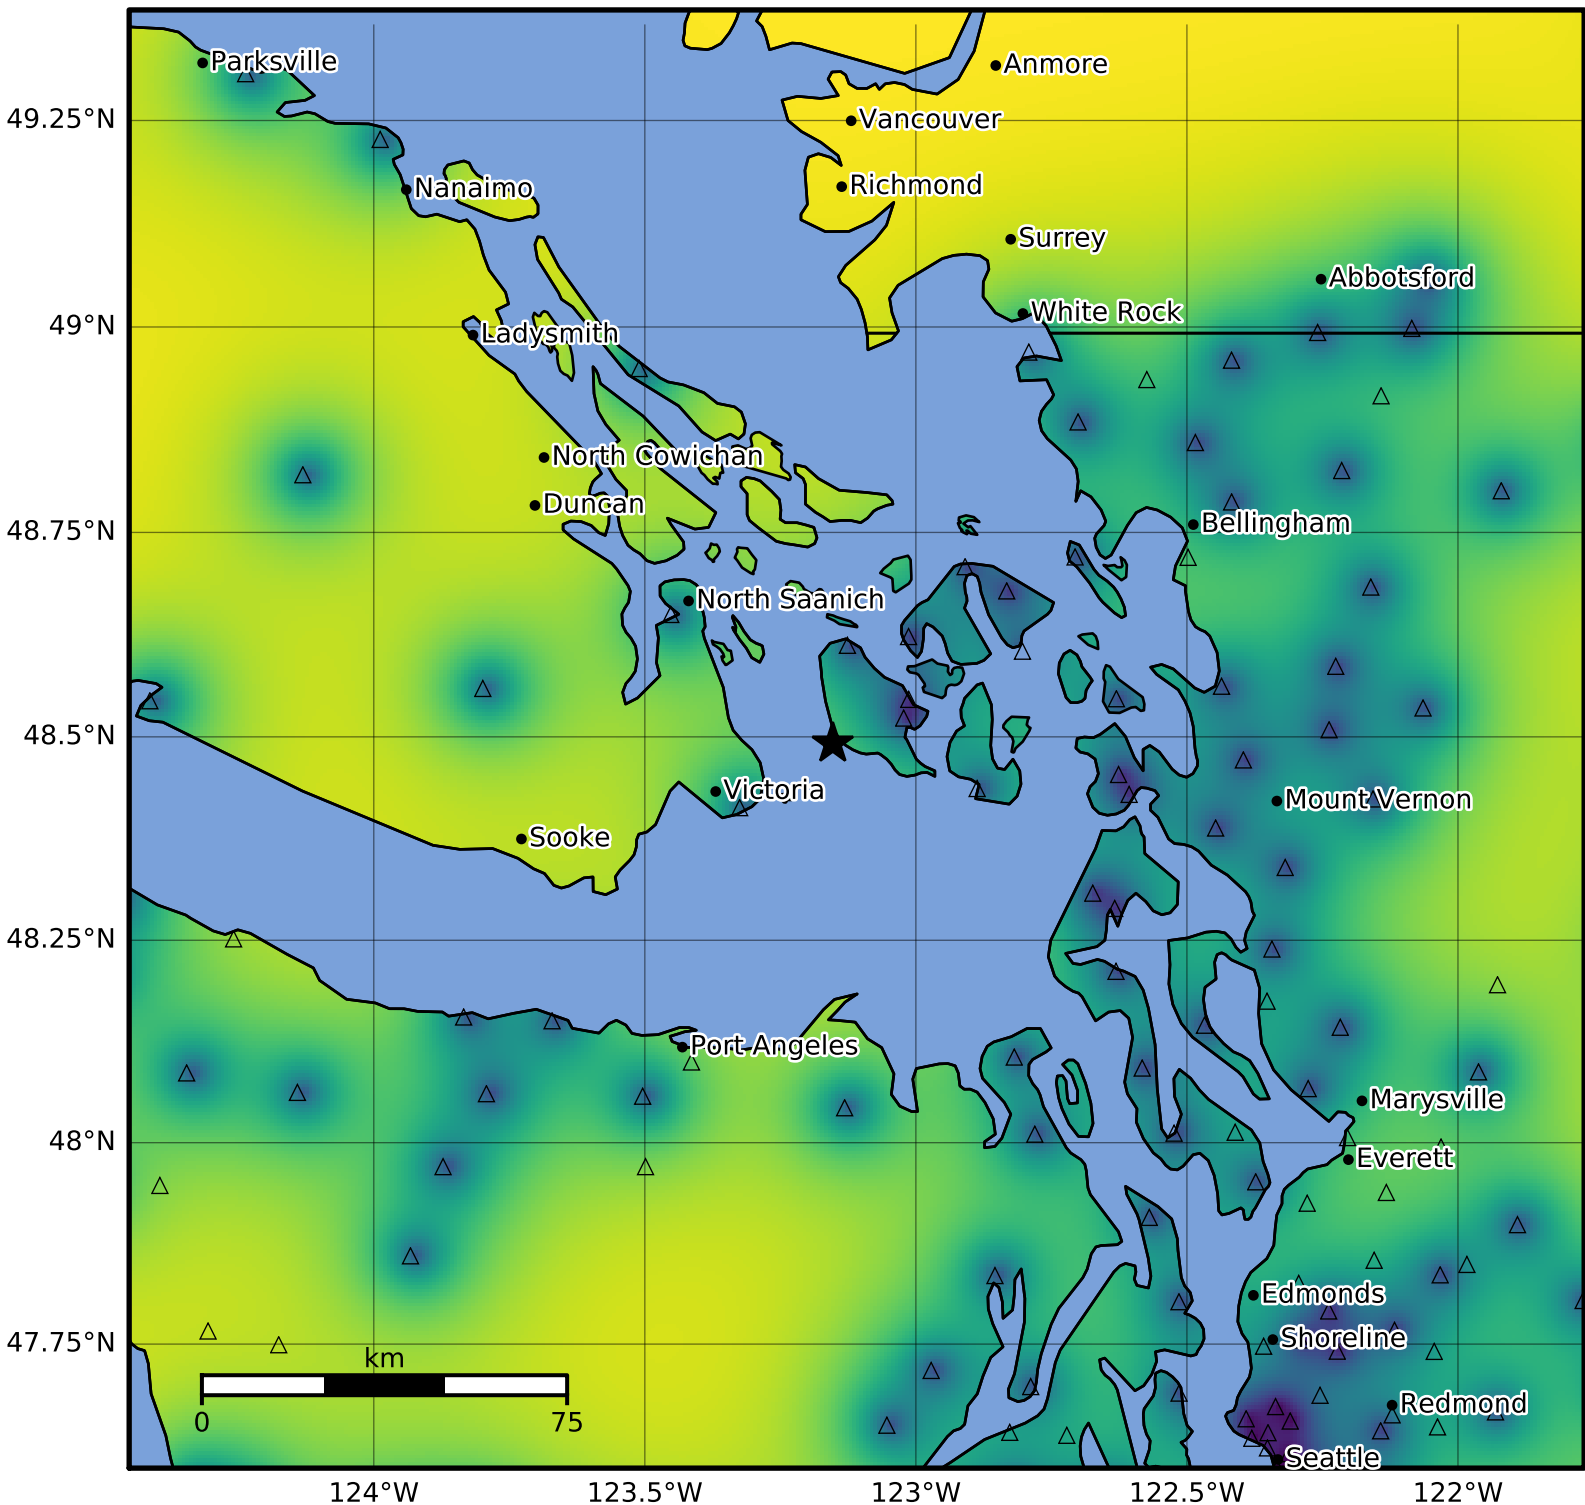 Parksville
Anmore
49.25°N
Vancouver
Nanaimo
Richmond
Surrey
Abbotsford
White Rock
49°N
Ladysmith
North Cowichan
Duncan
48.75°N
Bellingham
North Saanich
48.5°N
Victoria
Mount Vernon
Sooke
48.25°N
Port Angeles
Marysville
48°N
Everett
Edmonds
Shoreline
47.75°N
km
0
75
Redmond
Seattle
124°W
123.5°W
123°W
122.5°W
122°W